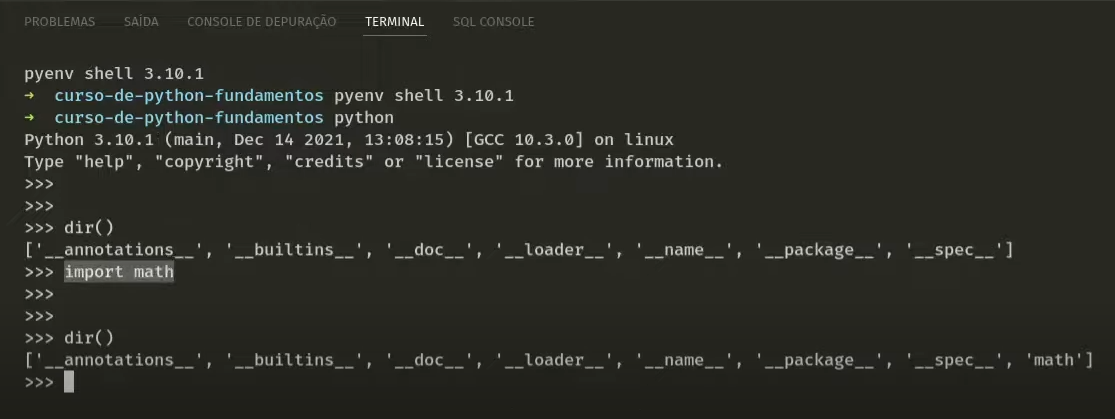 PROBLEMAS SAÍDA CONSOLE DE DEPURAÇÃO TERMINAL SQL CONSOLE
pyenv shell 3.10.1
→ curso-de-python-fundamentos pyenv shell 3.10.1
→ curso-de-python-fundamentos python
Python 3.10.1 (main, Dec 14 2021, 13:08:15) [GCC 10.3.0] on linux
Type "help", "copyright", "credits" or "license" for more information.
>>>
>>>
>>> dir()
['__annotations__', '__builtins__', '__doc__', '__loader__', '__name__', '__package__', '__spec__']
>>> import math
>>>
>>>
>>> dir()
['__annotations__', '__builtins__', '__doc__', '__loader__', '__name__', '__package__', '__spec__', 'math']
>>>